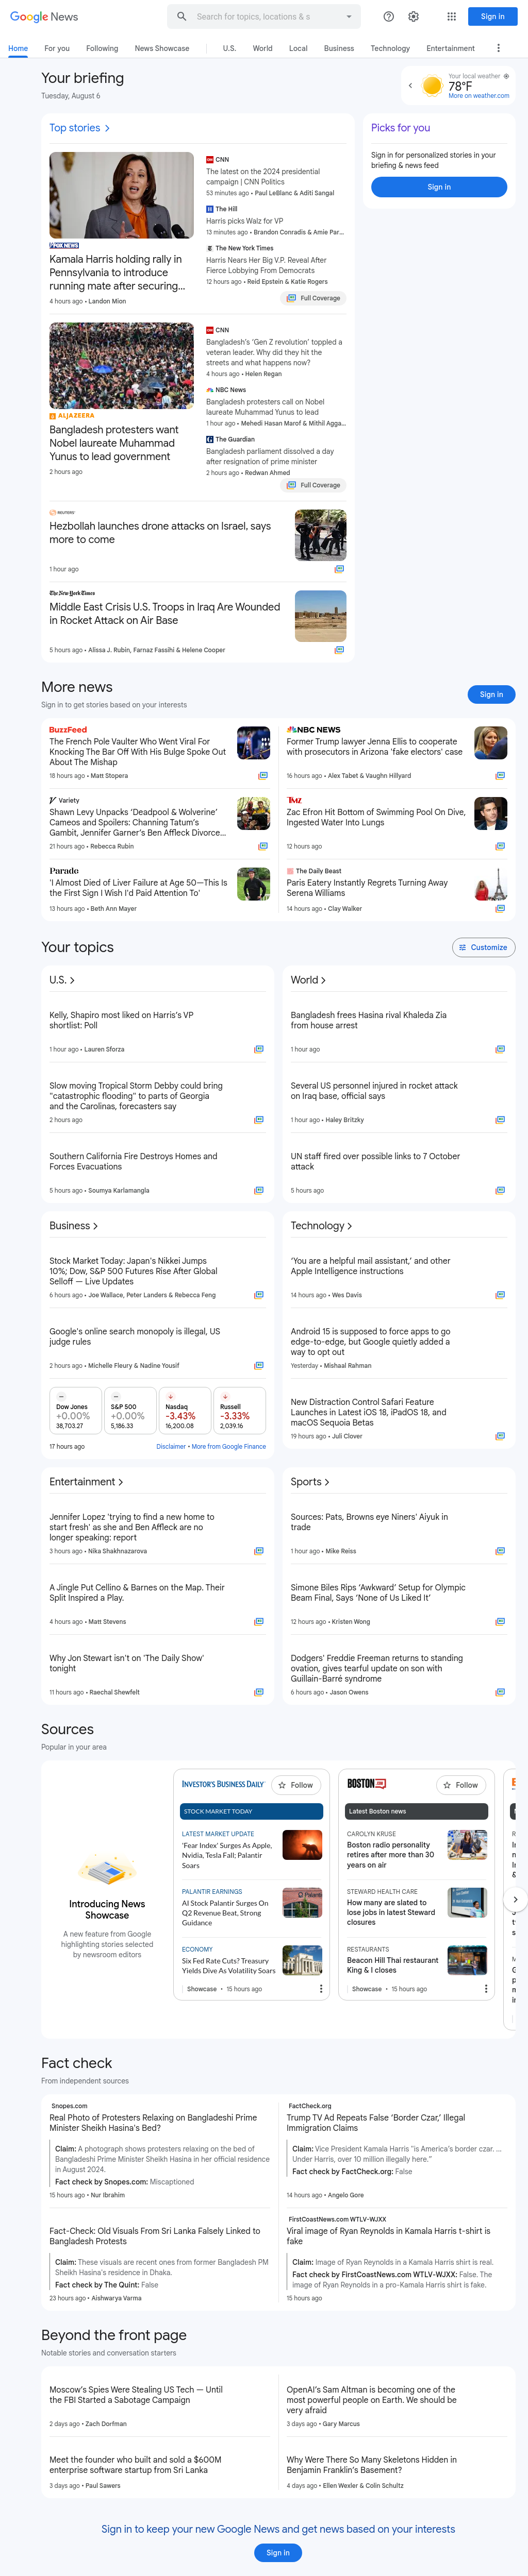 Google News
Search for topics, locations & s
Sign in
Home
For you
Following
News Showcase
U.S.
World
Local
Business
Technology
Entertainment
Your briefing
Tuesday, August 6
Your local weather
78°F
More on weather.com
Top stories
Kamala Harris holding rally in
Pennsylvania to introduce
running mate after securing...
4 hours ago • Landon Mion
CNN
The latest on the 2024 presidential
campaign | CNN Politics
53 minutes ago • Paul LeBlanc & Aditi Sangal
The Hill
Harris picks Walz for VP
13 minutes ago • Brandon Conradis & Amie Par...
The New York Times
Harris Nears Her Big V.P. Reveal After
Fierce Lobbying From Democrats
12 hours ago • Reid Epstein & Katie Rogers
Full Coverage
Picks for you
Sign in for personalized stories in your
briefing & news feed
Sign in
ALJAZEERA
Bangladesh protesters want
Nobel laureate Muhammad
Yunus to lead government
2 hours ago
CNN
Bangladesh's 'Gen Z revolution' toppled a
veteran leader. Why did they hit the
streets and what happens now?
4 hours ago • Helen Regan
NBC News
Bangladesh protesters call on Nobel
laureate Muhammad Yunus to lead
1 hour ago • Mehedi Hasan Marof & Mithil Agga...
The Guardian
Bangladesh parliament dissolved a day
after resignation of prime minister
2 hours ago • Redwan Ahmed
Full Coverage
REUTERS
Hezbollah launches drone attacks on Israel, says
more to come
1 hour ago
The New York Times
Middle East Crisis U.S. Troops in Iraq Are Wounded
in Rocket Attack on Air Base
5 hours ago • Alissa J. Rubin, Farnaz Fassihi & Helene Cooper
More news
Sign in to get stories based on your interests
Sign in
BuzzFeed
The French Pole Vaulter Who Went Viral For
Knocking The Bar Off With His Bulge Spoke Out
About The Mishap
18 hours ago • Matt Stopera
NBC NEWS
Former Trump lawyer Jenna Ellis to cooperate
with prosecutors in Arizona 'fake electors' case
16 hours ago • Alex Tabet & Vaughn Hillyard
Variety
Shawn Levy Unpacks 'Deadpool & Wolverine'
Cameos and Spoilers: Channing Tatum's
Gambit, Jennifer Garner's Ben Affleck Divorce...
21 hours ago • Rebecca Rubin
TMZ
Zac Efron Hit Bottom of Swimming Pool On Dive,
Ingested Water Into Lungs
12 hours ago
Parade
'I Almost Died of Liver Failure at Age 50—This Is
the First Sign I Wish I'd Paid Attention To'
13 hours ago • Beth Ann Mayer
The Daily Beast
Paris Eatery Instantly Regrets Turning Away
Serena Williams
14 hours ago • Clay Walker
Your topics
Customize
U.S.
Kelly, Shapiro most liked on Harris's VP
shortlist: Poll
1 hour ago • Lauren Sforza
Slow moving Tropical Storm Debby could bring
"catastrophic flooding" to parts of Georgia
and the Carolinas, forecasters say
2 hours ago
Southern California Fire Destroys Homes and
Forces Evacuations
5 hours ago • Soumya Karlamangla
World
Bangladesh frees Hasina rival Khaleda Zia
from house arrest
1 hour ago
Several US personnel injured in rocket attack
on Iraq base, official says
1 hour ago • Haley Britzky
UN staff fired over possible links to 7 October
attack
5 hours ago
Business
Stock Market Today: Japan's Nikkei Jumps
10%; Dow, S&P 500 Futures Rise After Global
Selloff — Live Updates
6 hours ago • Joe Wallace, Peter Landers & Rebecca Feng
Google's online search monopoly is illegal, US
judge rules
2 hours ago • Michelle Fleury & Nadine Yousif
Dow Jones
+0.00%
38,703.27
S&P 500
+0.00%
5,186.33
Nasdaq
-3.43%
16,200.08
Russell
-3.33%
2,039.16
17 hours ago
Disclaimer • More from Google Finance
Technology
'You are a helpful mail assistant,' and other
Apple Intelligence instructions
14 hours ago • Wes Davis
Android 15 is supposed to force apps to go
edge-to-edge, but Google quietly added a
way to opt out
Yesterday • Mishaal Rahman
New Distraction Control Safari Feature
Launches in Latest iOS 18, iPadOS 18, and
macOS Sequoia Betas
19 hours ago • Juli Clover
Entertainment
Jennifer Lopez 'trying to find a new home to
start fresh' as she and Ben Affleck are no
longer speaking: report
3 hours ago • Nika Shakhnazarova
A Jingle Put Cellino & Barnes on the Map. Their
Split Inspired a Play.
4 hours ago • Matt Stevens
Why Jon Stewart isn't on 'The Daily Show'
tonight
11 hours ago • Raechal Shewfelt
Sports
Sources: Pats, Browns eye Niners' Aiyuk in
trade
1 hour ago • Mike Reiss
Simone Biles Rips 'Awkward' Setup for Olympic
Beam Final, Says 'None of Us Liked It'
12 hours ago • Kristen Wong
Dodgers' Freddie Freeman returns to standing
ovation, gives tearful update on son with
Guillain-Barré syndrome
6 hours ago • Jason Owens
Sources
Popular in your area
Introducing News
Showcase
A new feature from Google
highlighting stories selected
by newsroom editors
INVESTOR'S BUSINESS DAILY
Follow
STOCK MARKET TODAY
LATEST MARKET UPDATE
'Fear Index' Surges As Apple,
Nvidia, Tesla Fall; Palantir
Soars
PALANTIR EARNINGS
AI Stock Palantir Surges On
Q2 Revenue Beat, Strong
Guidance
ECONOMY
Six Fed Rate Cuts? Treasury
Yields Dive As Volatility Soars
Showcase • 15 hours ago
BOSTON.COM
Follow
Latest Boston news
CAROLYN KRUSE
Boston radio personality
retires after more than 30
years on air
STEWARD HEALTH CARE
How many are slated to
lose jobs in latest Steward
closures
RESTAURANTS
Beacon Hill Thai restaurant
King & I closes
Showcase • 15 hours ago
Fact check
From independent sources
Snopes.com
Real Photo of Protesters Relaxing on Bangladeshi Prime
Minister Sheikh Hasina's Bed?
Claim: A photograph shows protesters relaxing on the bed of
Bangladeshi Prime Minister Sheikh Hasina in her official residence
in August 2024.
Fact check by Snopes.com: Miscaptioned
15 hours ago • Nur Ibrahim
FactCheck.org
Trump TV Ad Repeats False 'Border Czar,' Illegal
Immigration Claims
Claim: Vice President Kamala Harris "is America's border czar. ...
Under Harris, over 10 million illegally here."
Fact check by FactCheck.org: False
14 hours ago • Angelo Gore
Fact-Check: Old Visuals From Sri Lanka Falsely Linked to
Bangladesh Protests
Claim: These visuals are recent ones from former Bangladesh PM
Sheikh Hasina's residence in Dhaka.
Fact check by The Quint: False
23 hours ago • Aishwarya Varma
FirstCoastNews.com WTLV-WJXX
Viral image of Ryan Reynolds in Kamala Harris t-shirt is
fake
Claim: Image of Ryan Reynolds in a Kamala Harris shirt is real.
Fact check by FirstCoastNews.com WTLV-WJXX: False. The
image of Ryan Reynolds in a pro-Kamala Harris shirt is fake.
15 hours ago
Beyond the front page
Notable stories and conversation starters
Moscow's Spies Were Stealing US Tech — Until
the FBI Started a Sabotage Campaign
2 days ago • Zach Dorfman
OpenAI's Sam Altman is becoming one of the
most powerful people on Earth. We should be
very afraid
3 days ago • Gary Marcus
Meet the founder who built and sold a $600M
enterprise software startup from Sri Lanka
3 days ago • Paul Sawers
Why Were There So Many Skeletons Hidden in
Benjamin Franklin's Basement?
4 days ago • Ellen Wexler & Colin Schultz
Sign in to keep your new Google News and get news based on your interests
Sign in